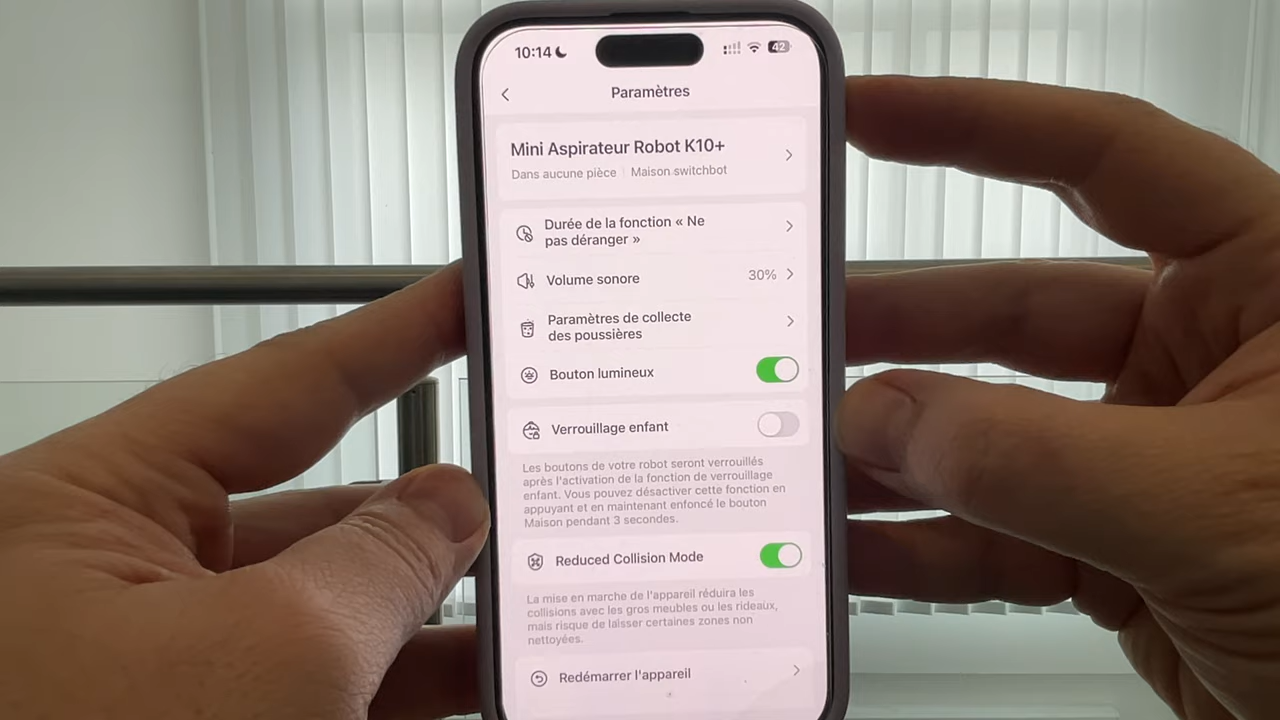 10:14
42
Paramètres
Mini Aspirateur Robot K10+
Dans aucune pièce | Maison switchbot
Durée de la fonction « Ne
pas déranger »
Volume sonore 30%
Paramètres de collecte
des poussières
Bouton lumineux
Verrouillage enfant
Les boutons de votre robot seront verrouillés
après l'activation de la fonction de verrouillage
enfant. Vous pouvez désactiver cette fonction en
appuyant et en maintenant enfoncé le bouton
Maison pendant 3 secondes.
Reduced Collision Mode
La mise en marche de l'appareil réduira les
collisions avec les gros meubles ou les rideaux,
mais risque de laisser certaines zones non
nettoyées.
Redémarrer l'appareil